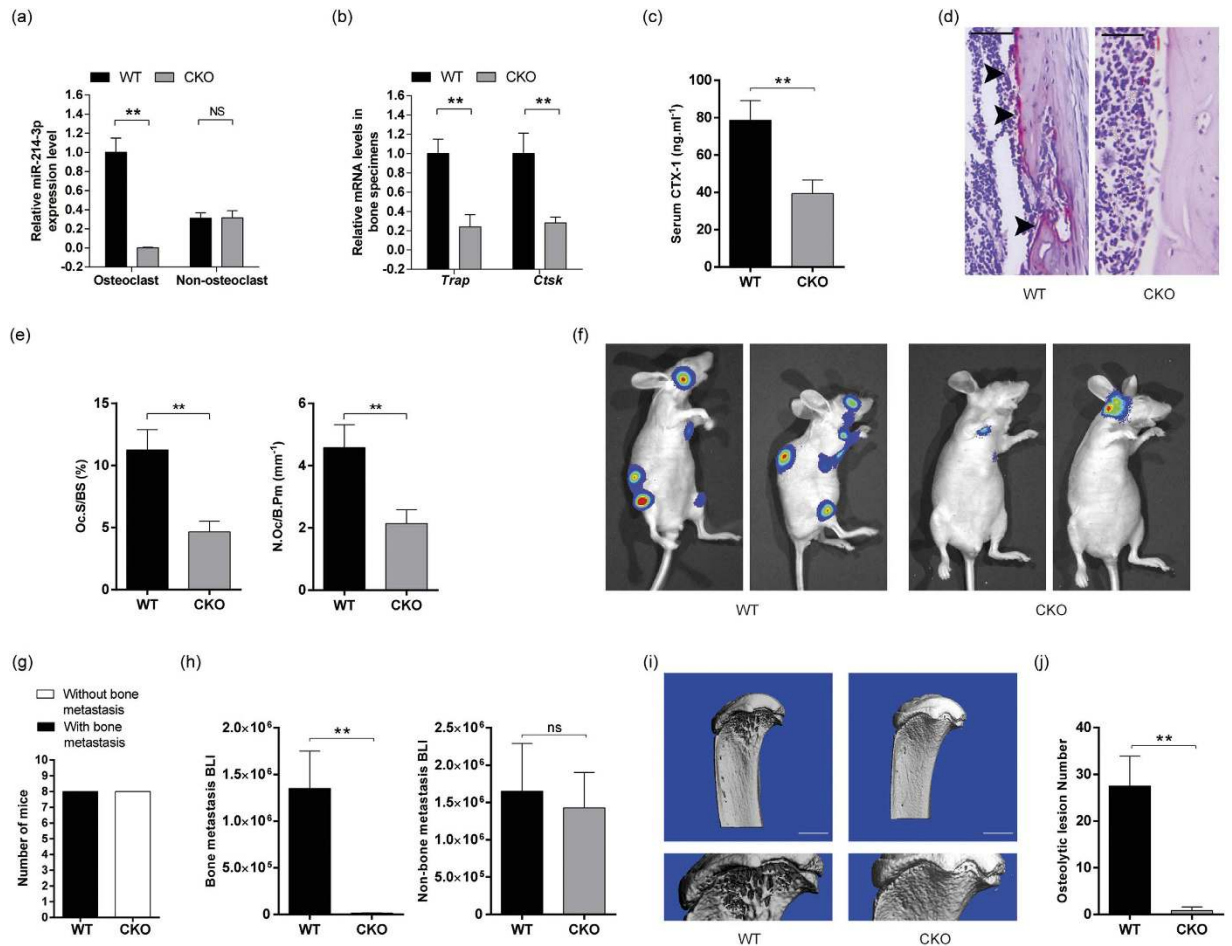 (a)
WT CKO
Relative miR-214-3p
expression level
1.6
1.4
1.2
1.0
0.8
0.6
0.4
0.2
0.0
-0.2
** NS
Osteoclast Non-osteoclast
(b)
WT CKO
Relative mRNA levels in
bone specimens
1.6
1.4
1.2
1.0
0.8
0.6
0.4
0.2
0.0
-0.2
** **
Trap Ctsk
(c)
Serum CTX-1 (ng.ml⁻¹)
100
80
60
40
20
0
**
WT CKO
(d)
WT CKO
(e)
Oc.S/BS (%)
15
10
5
0
**
WT CKO
N.Oc/B.Pm (mm⁻¹)
6
4
2
0
**
WT CKO
(f)
WT CKO
(g)
Without bone
metastasis
With bone
metastasis
Number of mice
10
9
8
7
6
5
4
3
2
1
0
WT CKO
(h)
Bone metastasis BLI
2.0×10⁶
1.5×10⁶
1.0×10⁶
5.0×10⁵
0
**
WT CKO
Non-bone metastasis BLI
2.5×10⁶
2.0×10⁶
1.5×10⁶
1.0×10⁶
5.0×10⁵
0
ns
WT CKO
(i)
WT CKO
(j)
Osteolytic lesion Number
40
30
20
10
0
**
WT CKO